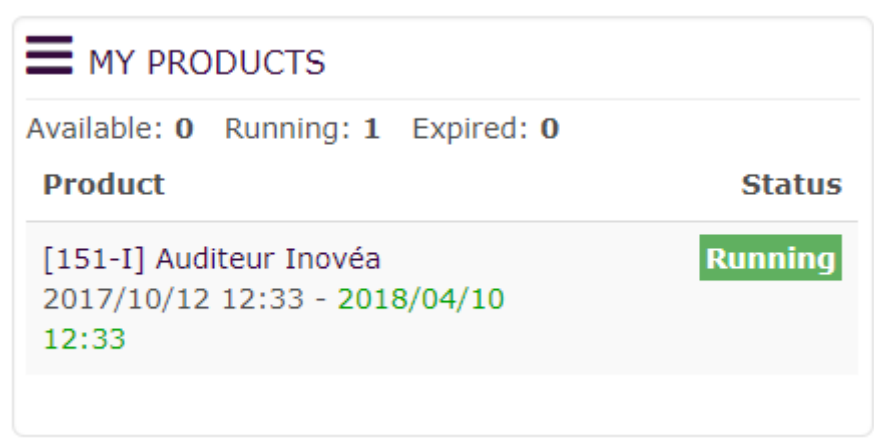 MY PRODUCTS
Available: 0 Running: 1 Expired: 0
Product Status
[151-I] Auditeur Inovéa Running
2017/10/12 12:33 - 2018/04/10
12:33